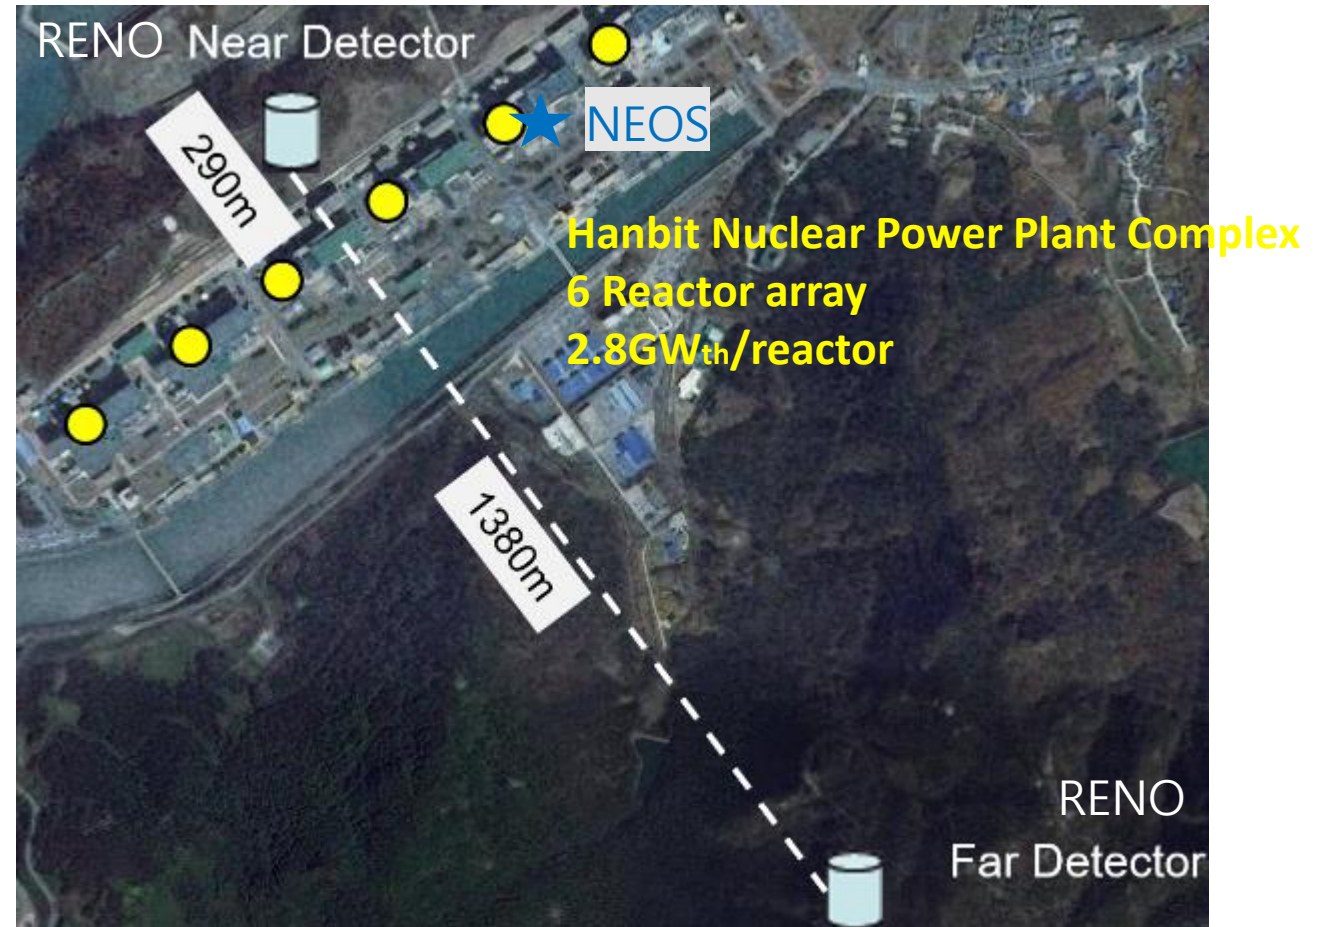 RENO Near Detector
290m
NEOS
Hanbit Nuclear Power Plant Complex
6 Reactor array
2.8GWth/reactor
1380m
RENO
Far Detector